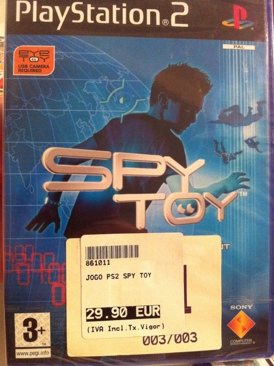 PlayStation 2
PAL
EYE
TOY
USB CAMERA
REQUIRED
SPY
TOY™
861011
JOGO PS2 SPY TOY
29.90 EUR
(IVA Incl.Tx.Vigor)
003/003
3+
www.pegi.info
SONY